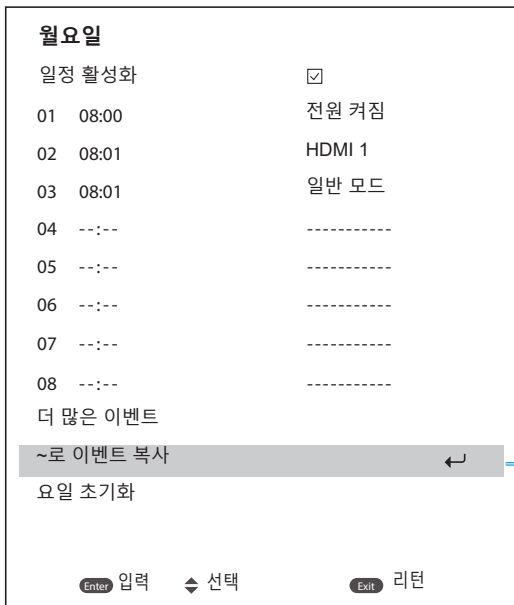 월요일
일정 활성화 ☑
01 08:00 전원 켜짐
02 08:01 HDMI 1
03 08:01 일반 모드
04 --:-- -----------
05 --:-- -----------
06 --:-- -----------
07 --:-- -----------
08 --:-- -----------
더 많은 이벤트
~로 이벤트 복사
요일 초기화
Enter 입력 선택 Exit 리턴